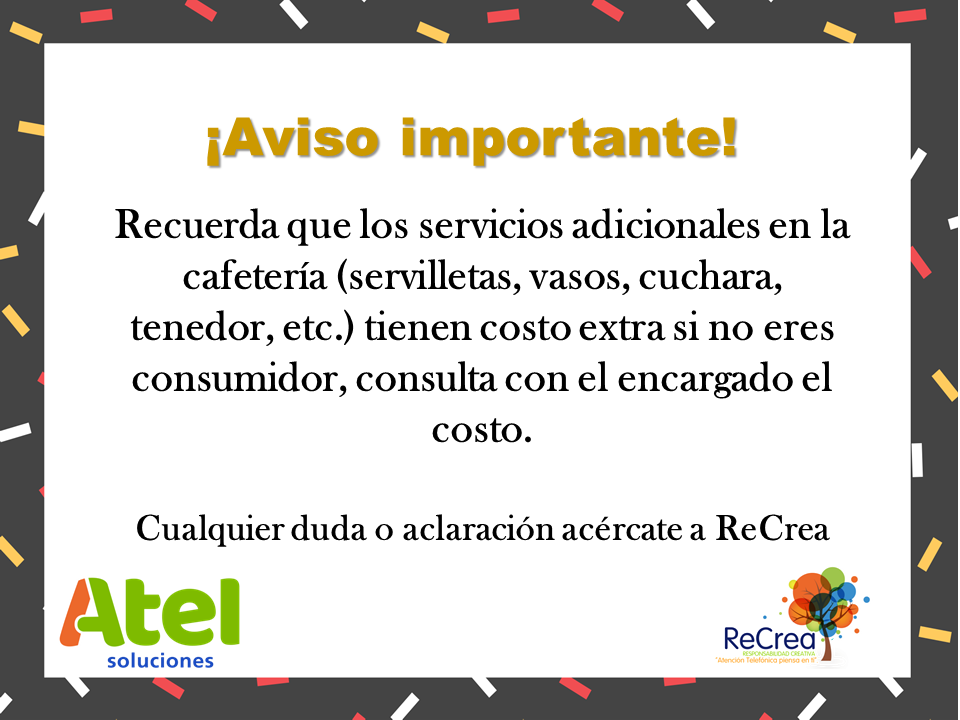 ¡Aviso importante!
Recuerda que los servicios adicionales en la
cafetería (servilletas, vasos, cuchara,
tenedor, etc.) tienen costo extra si no eres
consumidor, consulta con el encargado el
costo.
Cualquier duda o aclaración acércate a ReCrea
Atel
soluciones
ReCrea
RESPONSABILIDAD CREATIVA
"Atención Telefónica piensa en ti"